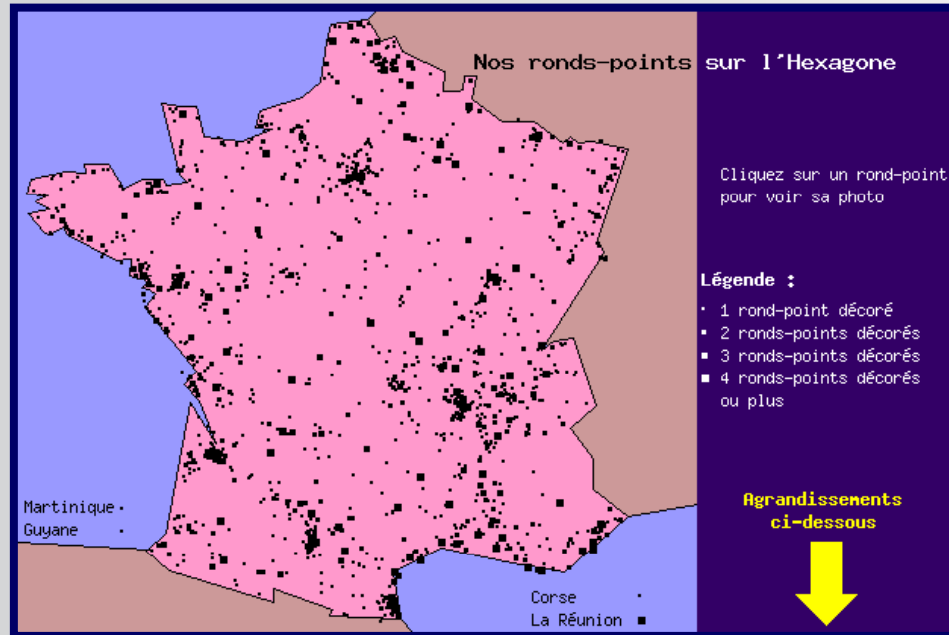 Nos ronds-points sur l'Hexagone
Cliquez sur un rond-point
pour voir sa photo
Légende :
1 rond-point décoré
2 ronds-points décorés
3 ronds-points décorés
4 ronds-points décorés
ou plus
Martinique
Guyane
Agrandissements
ci-dessous
Corse
La Réunion